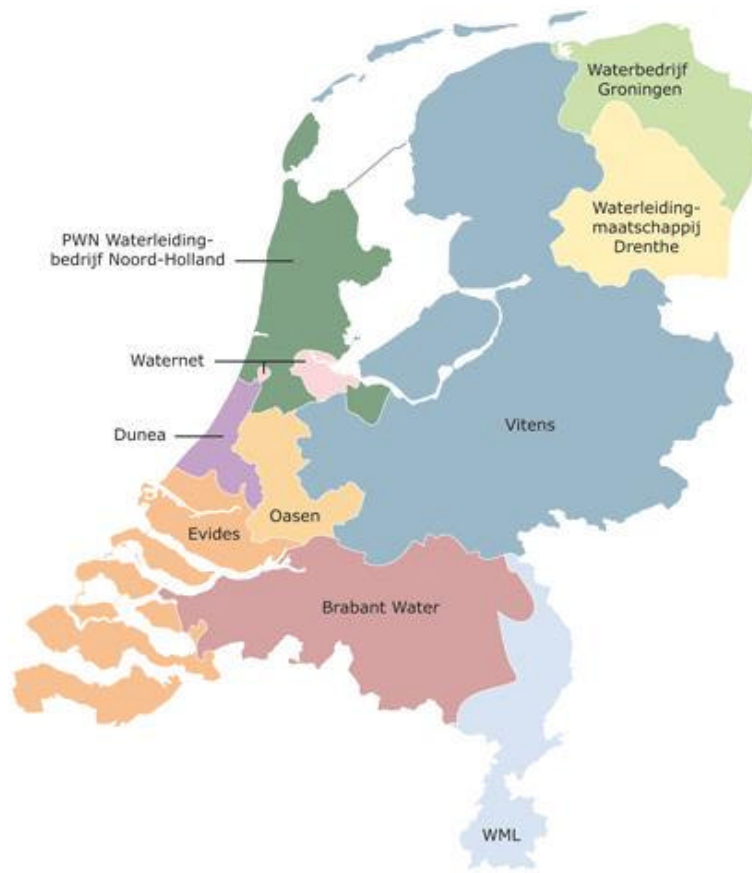 Waterbedrijf
Groningen
Waterleiding-
maatschappij
Drenthe
PWN Waterleiding-
bedrijf Noord-Holland
Waternet
Dunea
Vitens
Oasen
Evides
Brabant Water
WML